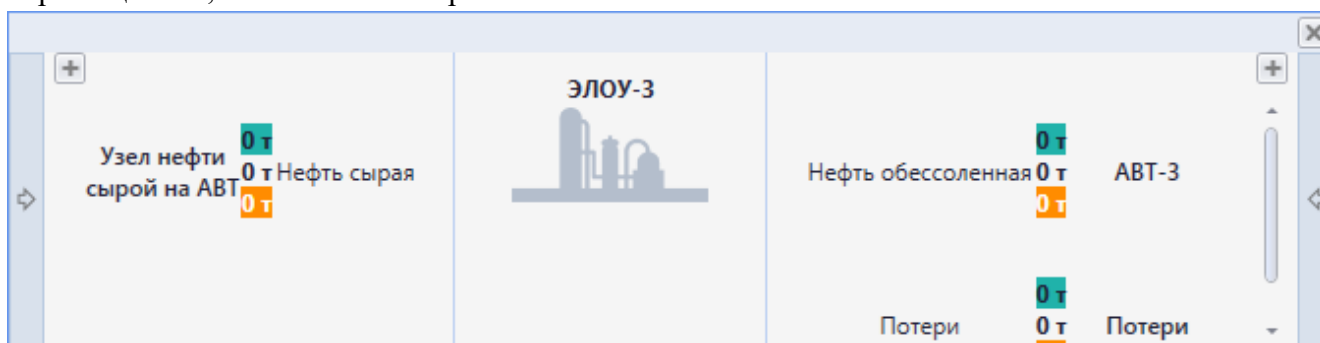 ЭЛОУ-3
Узел нефти
сырой на АВТ
0 т
0 т
0 т
Нефть сырая
Нефть обессоленная
0 т
0 т
0 т
АВТ-3
Потери
0 т
0 т
Потери